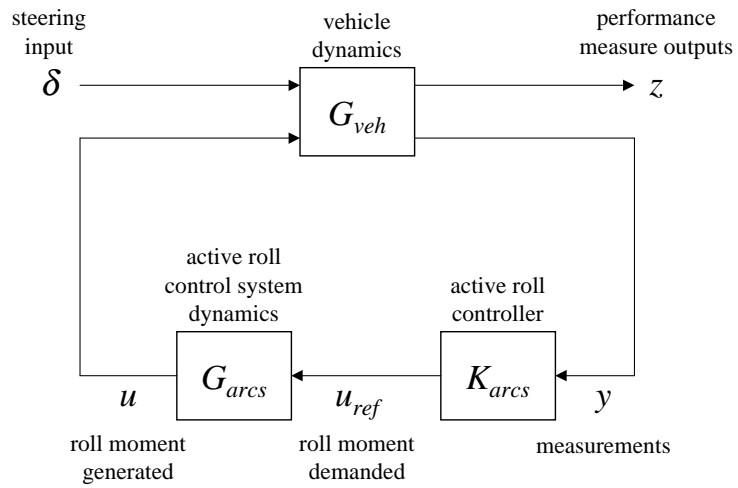 steering
input
δ
vehicle
dynamics
G_veh
performance
measure outputs
z
active roll
control system
dynamics
G_arcs
active roll
controller
K_arcs
u
roll moment
generated
u_ref
roll moment
demanded
y
measurements